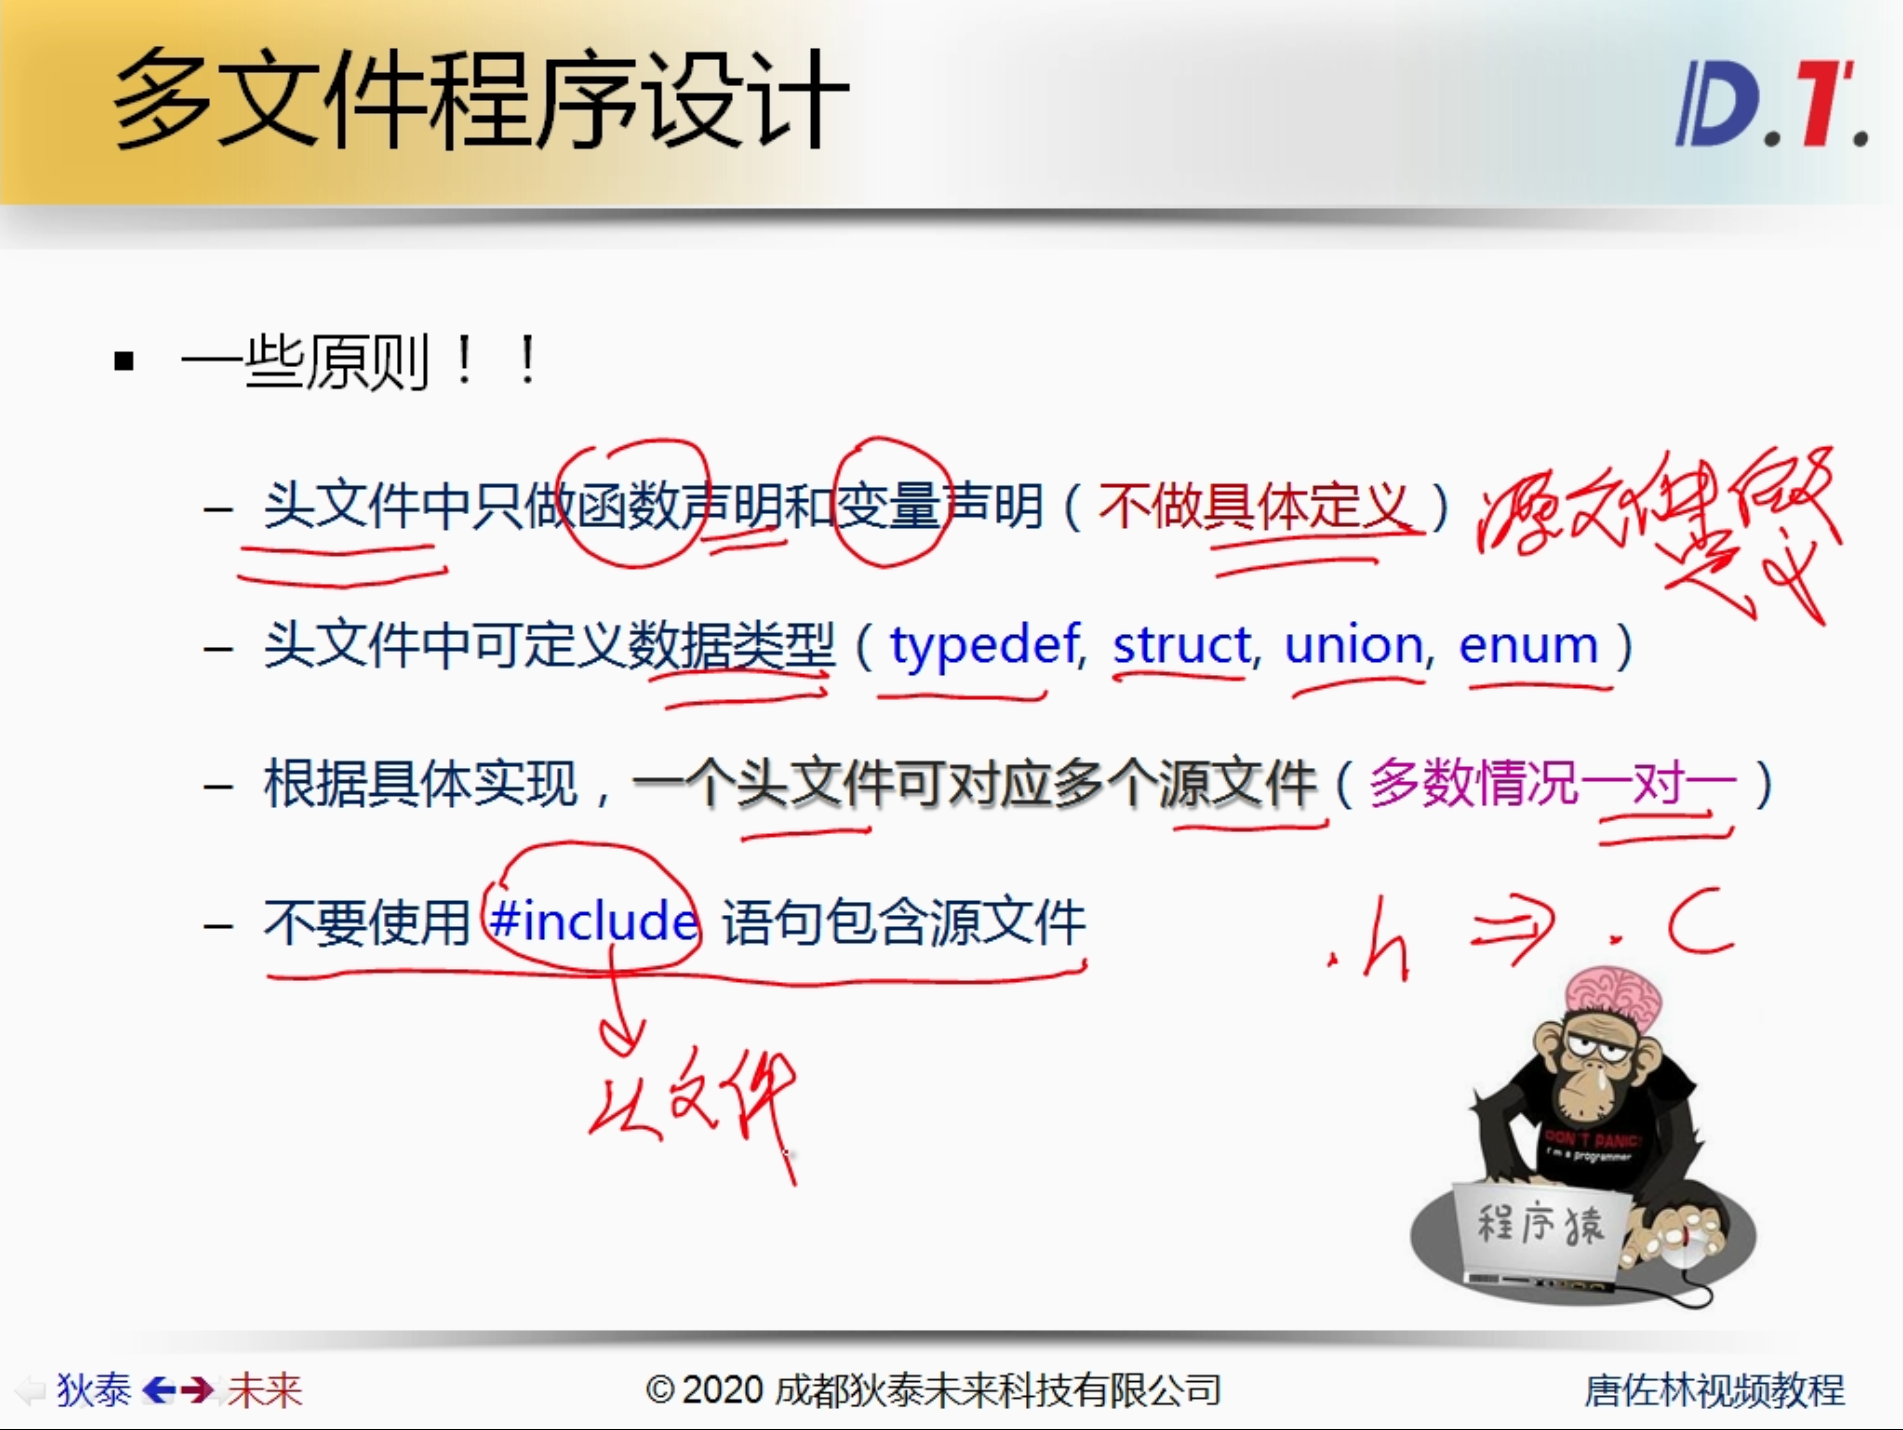 多文件程序设计
D.T.
▪ 一些原则！！
– 头文件中只做函数声明和变量声明（不做具体定义）
源文件做
定义
– 头文件中可定义数据类型（typedef, struct, union, enum）
– 根据具体实现，一个头文件可对应多个源文件（多数情况一对一）
– 不要使用 #include 语句包含源文件
.h ⇒ .C
头文件
DON'T PANIC!
I'm a programmer
程序猿
狄泰 ←→ 未来
© 2020 成都狄泰未来科技有限公司
唐佐林视频教程